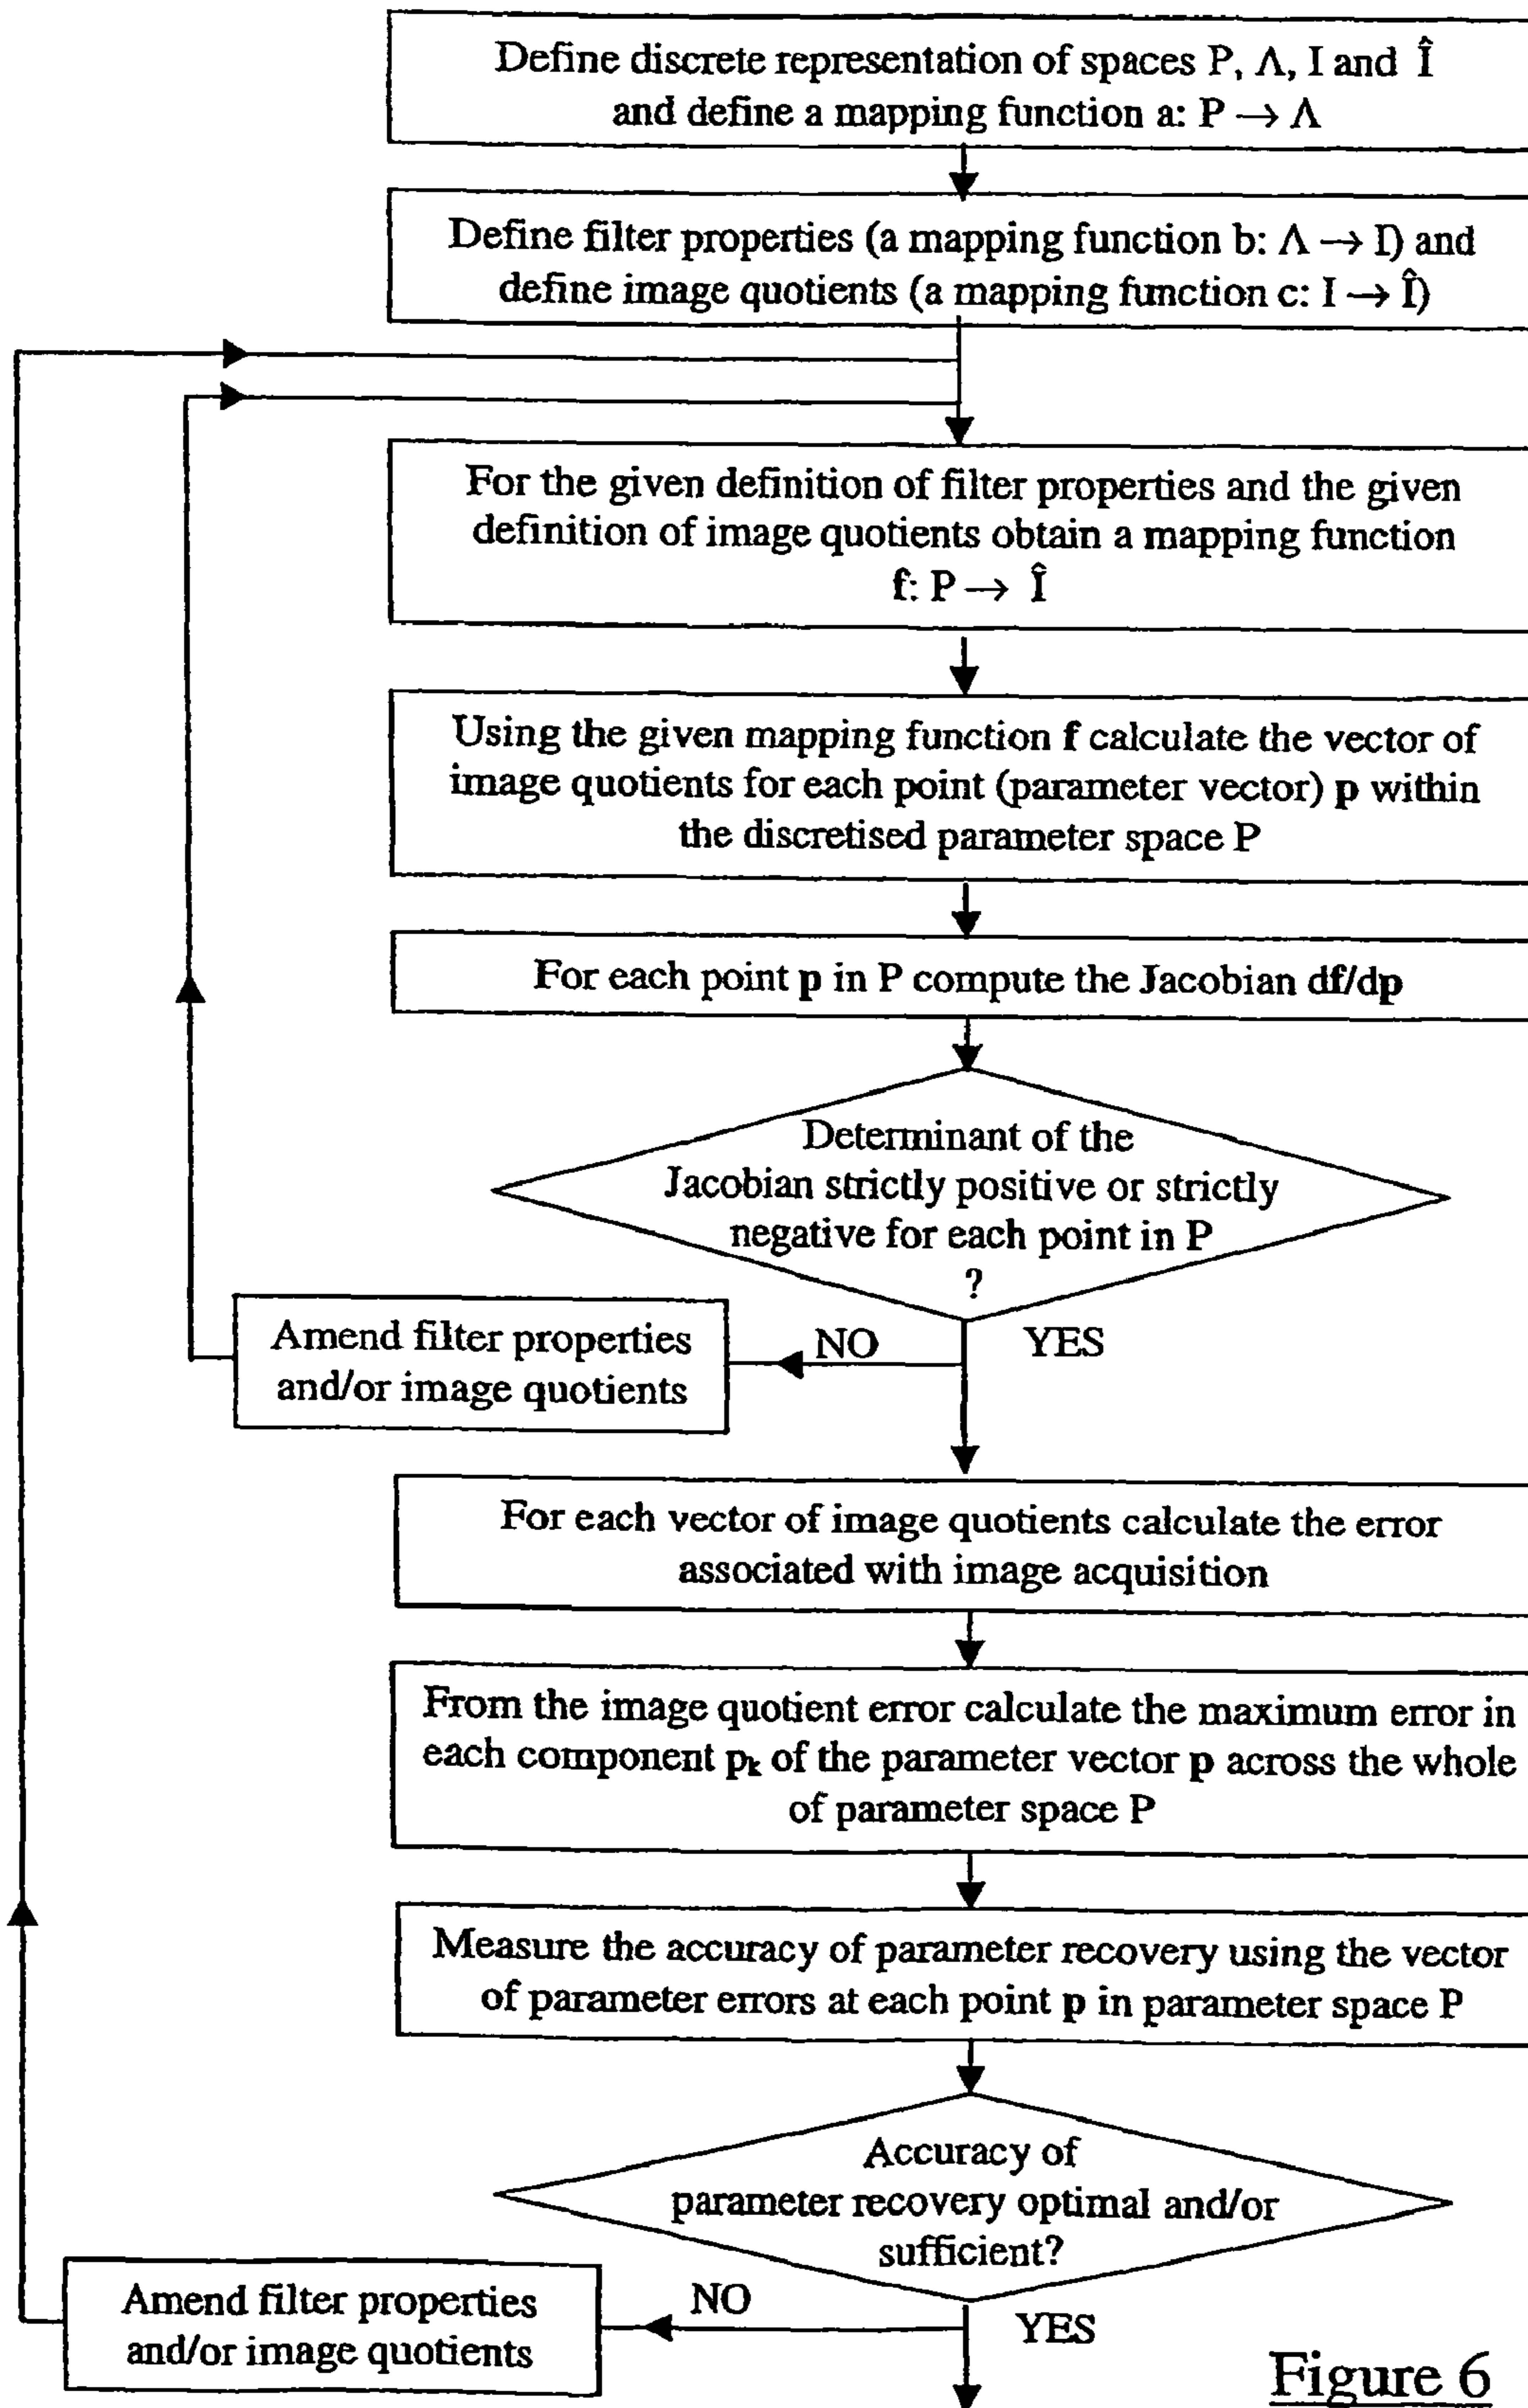 Define discrete representation of spaces P, Λ, I and Î
and define a mapping function a: P → Λ
Define filter properties (a mapping function b: Λ → I) and
define image quotients (a mapping function c: I → Î)
For the given definition of filter properties and the given
definition of image quotients obtain a mapping function
f: P → Î
Using the given mapping function f calculate the vector of
image quotients for each point (parameter vector) p within
the discretised parameter space P
For each point p in P compute the Jacobian df/dp
Determinant of the
Jacobian strictly positive or strictly
negative for each point in P
?
NO
YES
Amend filter properties
and/or image quotients
For each vector of image quotients calculate the error
associated with image acquisition
From the image quotient error calculate the maximum error in
each component pₖ of the parameter vector p across the whole
of parameter space P
Measure the accuracy of parameter recovery using the vector
of parameter errors at each point p in parameter space P
Accuracy of
parameter recovery optimal and/or
sufficient?
NO
YES
Amend filter properties
and/or image quotients
Figure 6